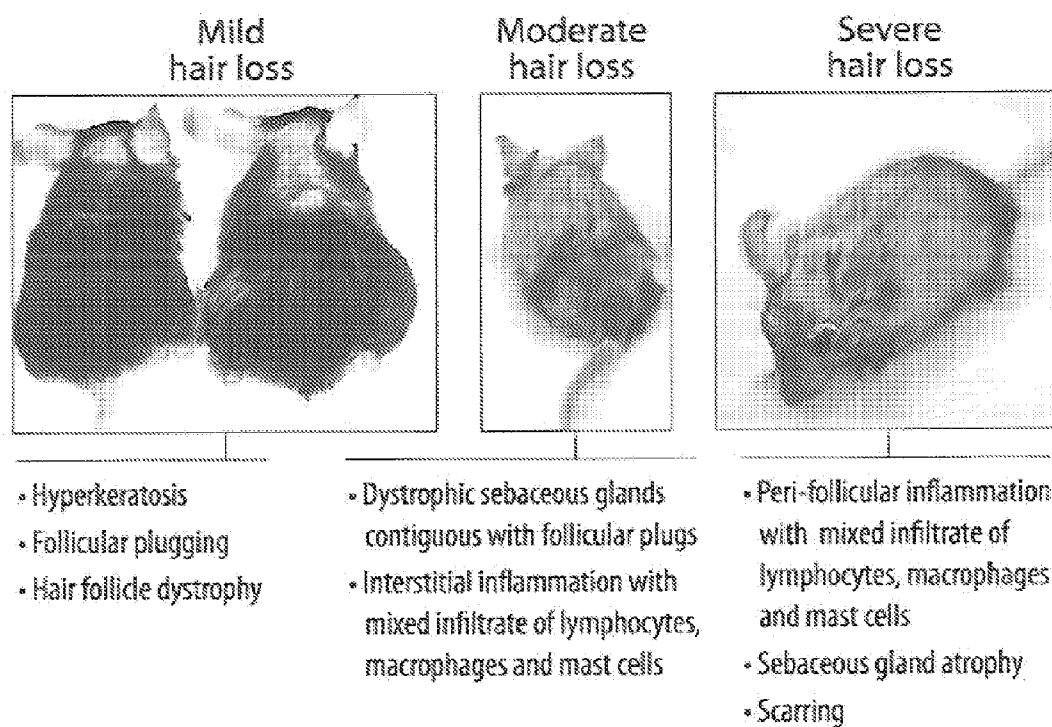 Mild
hair loss
Moderate
hair loss
Severe
hair loss
• Hyperkeratosis
• Follicular plugging
• Hair follicle dystrophy
• Dystrophic sebaceous glands
contiguous with follicular plugs
• Interstitial inflammation with
mixed infiltrate of lymphocytes,
macrophages and mast cells
• Peri-follicular inflammation
with mixed infiltrate of
lymphocytes, macrophages
and mast cells
• Sebaceous gland atrophy
• Scarring